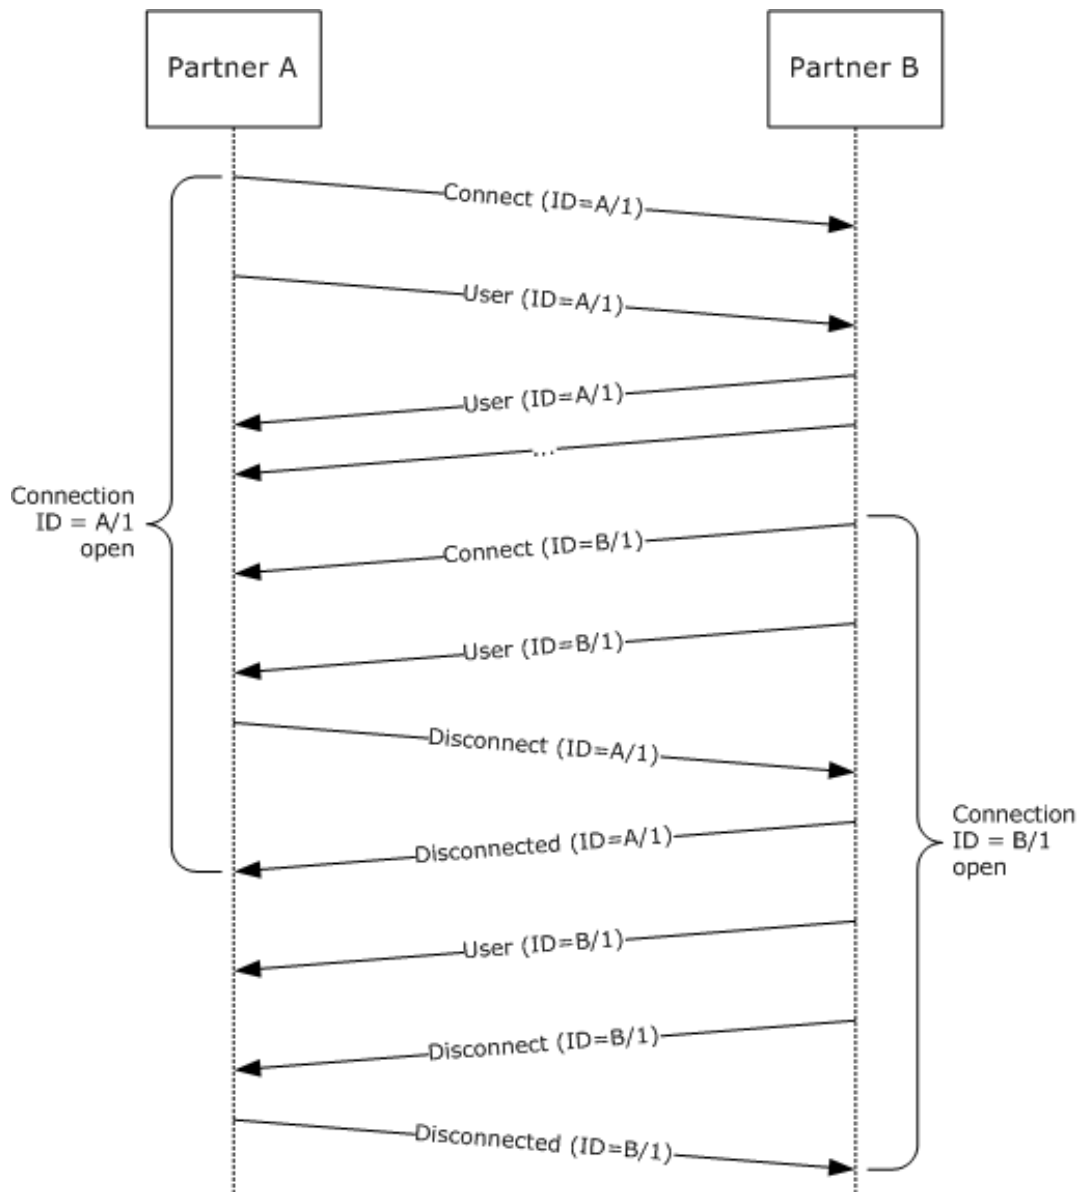 Partner A
Partner B
Connect (ID=A/1)
User (ID=A/1)
User (ID=A/1)
...
Connection
ID = A/1
open
Connect (ID=B/1)
User (ID=B/1)
Disconnect (ID=A/1)
Disconnected (ID=A/1)
Connection
ID = B/1
open
User (ID=B/1)
Disconnect (ID=B/1)
Disconnected (ID=B/1)